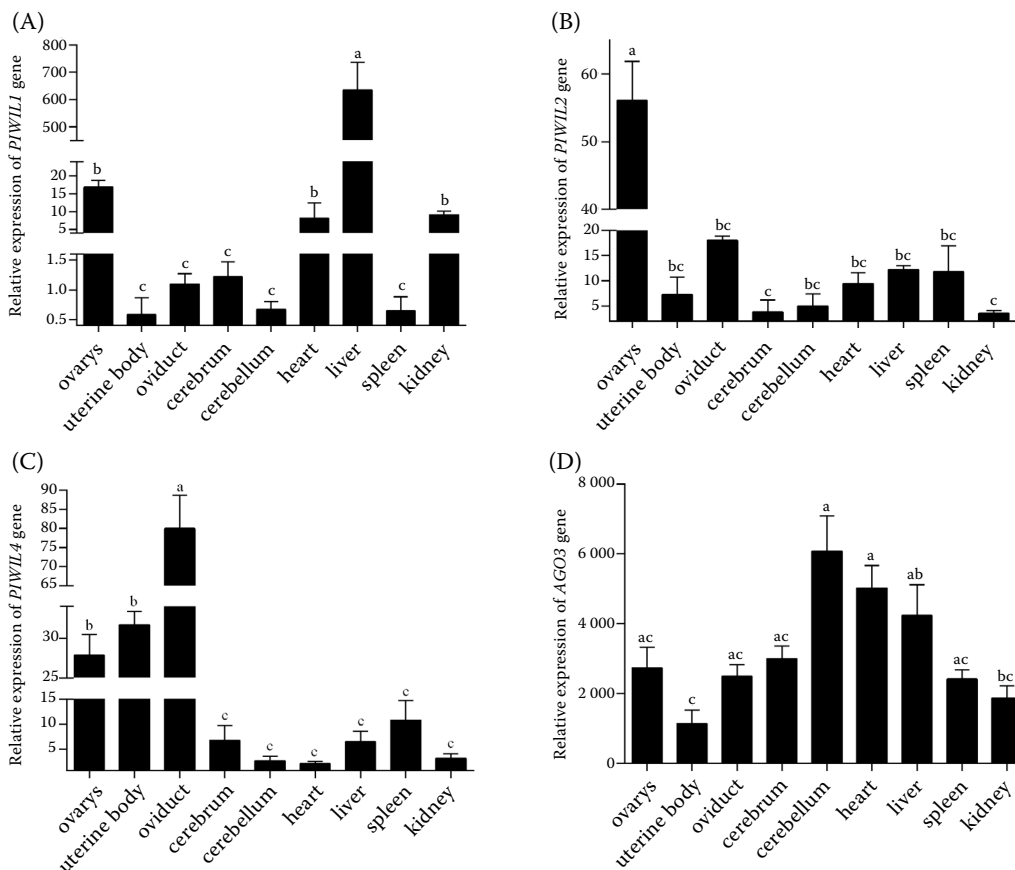 (A)
Relative expression of PIWIL1 gene
800
700
600
500
20
15
10
5
1.5
1.0
0.5
b
c
c
c
c
b
a
c
b
ovarys
uterine body
oviduct
cerebrum
cerebellum
heart
liver
spleen
kidney
(B)
Relative expression of PIWIL2 gene
60
50
40
20
15
10
5
a
bc
bc
c
bc
bc
bc
bc
c
ovarys
uterine body
oviduct
cerebrum
cerebellum
heart
liver
spleen
kidney
(C)
Relative expression of PIWIL4 gene
90
85
80
75
70
65
30
25
15
10
5
b
b
a
c
c
c
c
c
c
ovarys
uterine body
oviduct
cerebrum
cerebellum
heart
liver
spleen
kidney
(D)
Relative expression of AGO3 gene
8 000
6 000
4 000
2 000
0
ac
c
ac
ac
a
a
ab
ac
bc
ovarys
uterine body
oviduct
cerebrum
cerebellum
heart
liver
spleen
kidney